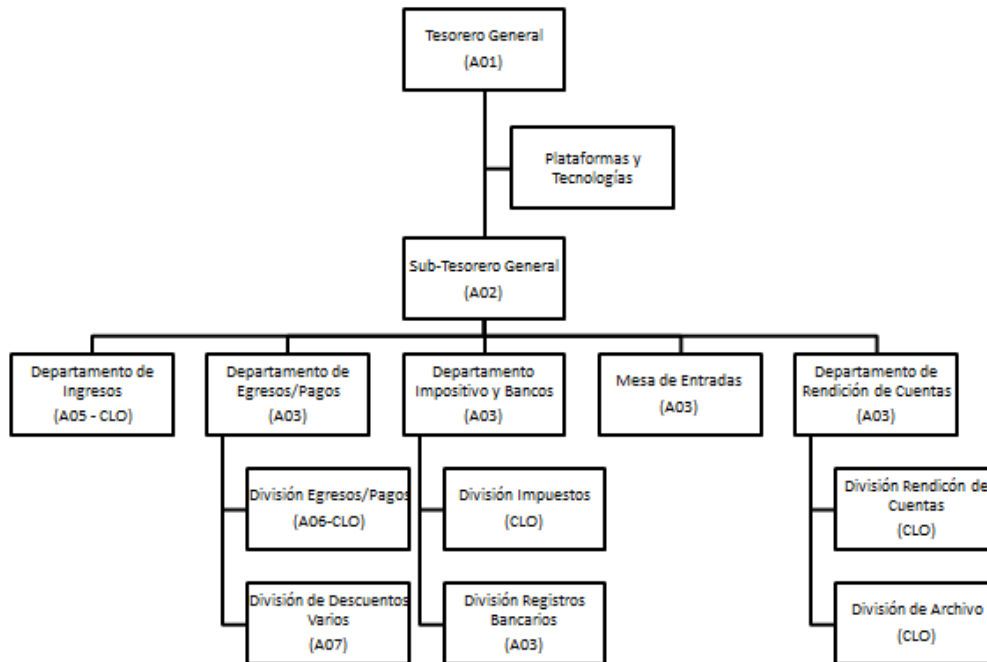 Tesorero General
(A01)
Plataformas y
Tecnologías
Sub-Tesorero General
(A02)
Departamento de
Ingresos
(A05 - CLO)
Departamento de
Egresos/Pagos
(A03)
Departamento
Impositivo y Bancos
(A03)
Mesa de Entradas
(A03)
Departamento de
Rendición de Cuentas
(A03)
División Egresos/Pagos
(A06-CLO)
División Impuestos
(CLO)
División Rendicón de
Cuentas
(CLO)
División de Descuentos
Varios
(A07)
División Registros
Bancarios
(A03)
División de Archivo
(CLO)